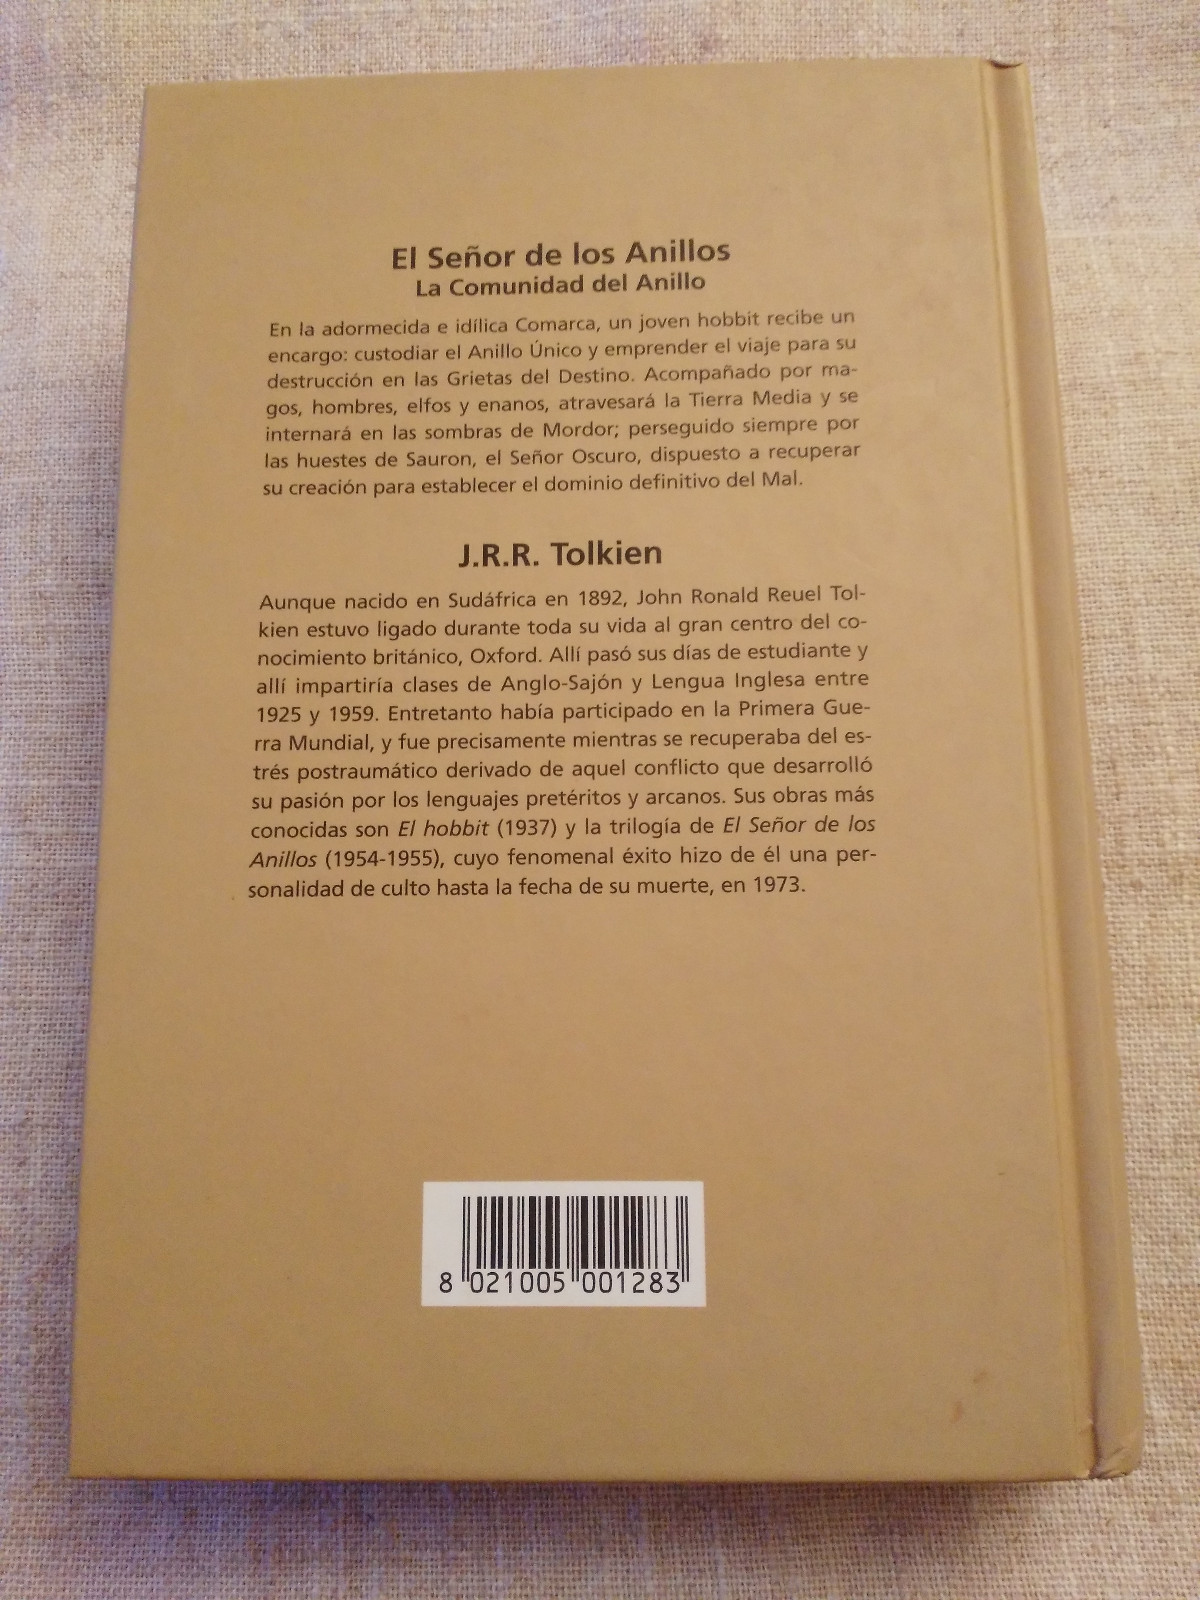 El Señor de los Anillos
La Comunidad del Anillo
En la adormecida e idílica Comarca, un joven hobbit recibe un
encargo: custodiar el Anillo Único y emprender el viaje para su
destrucción en las Grietas del Destino. Acompañado por ma-
gos, hombres, elfos y enanos, atravesará la Tierra Media y se
internará en las sombras de Mordor; perseguido siempre por
las huestes de Sauron, el Señor Oscuro, dispuesto a recuperar
su creación para establecer el dominio definitivo del Mal.
J.R.R. Tolkien
Aunque nacido en Sudáfrica en 1892, John Ronald Reuel Tol-
kien estuvo ligado durante toda su vida al gran centro del co-
nocimiento británico, Oxford. Allí pasó sus días de estudiante y
allí impartiría clases de Anglo-Sajón y Lengua Inglesa entre
1925 y 1959. Entretanto había participado en la Primera Gue-
rra Mundial, y fue precisamente mientras se recuperaba del es-
trés postraumático derivado de aquel conflicto que desarrolló
su pasión por los lenguajes pretéritos y arcanos. Sus obras más
conocidas son El hobbit (1937) y la trilogía de El Señor de los
Anillos (1954-1955), cuyo fenomenal éxito hizo de él una per-
sonalidad de culto hasta la fecha de su muerte, en 1973.
8 021005 001283